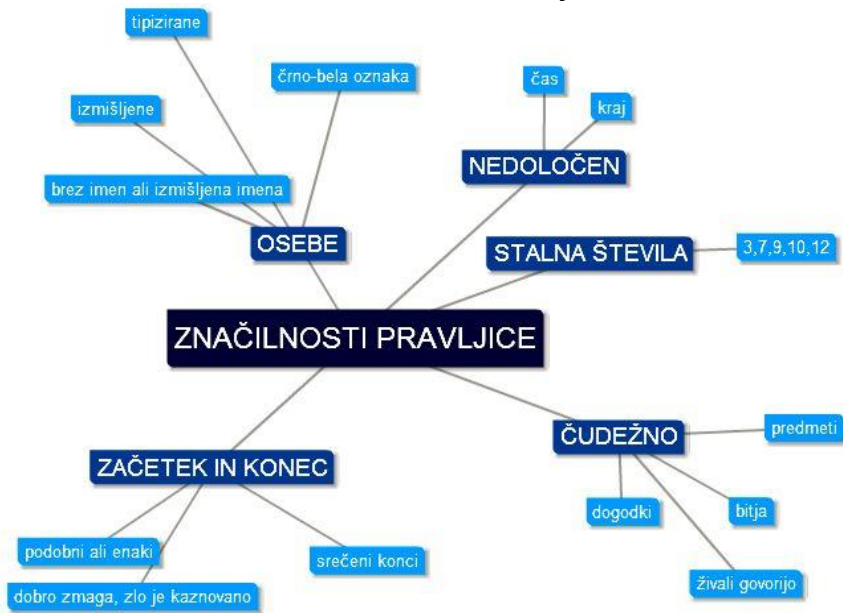 tipizirane
črno-bela oznaka
izmišljene
brez imen ali izmišljena imena
OSEBE
čas
kraj
NEDOLOČEN
STALNA ŠTEVILA
3,7,9,10,12
ZNAČILNOSTI PRAVLJICE
ZAČETEK IN KONEC
podobni ali enaki
dobro zmaga, zlo je kaznovano
srečeni konci
ČUDEŽNO
predmeti
dogodki
bitja
živali govorijo